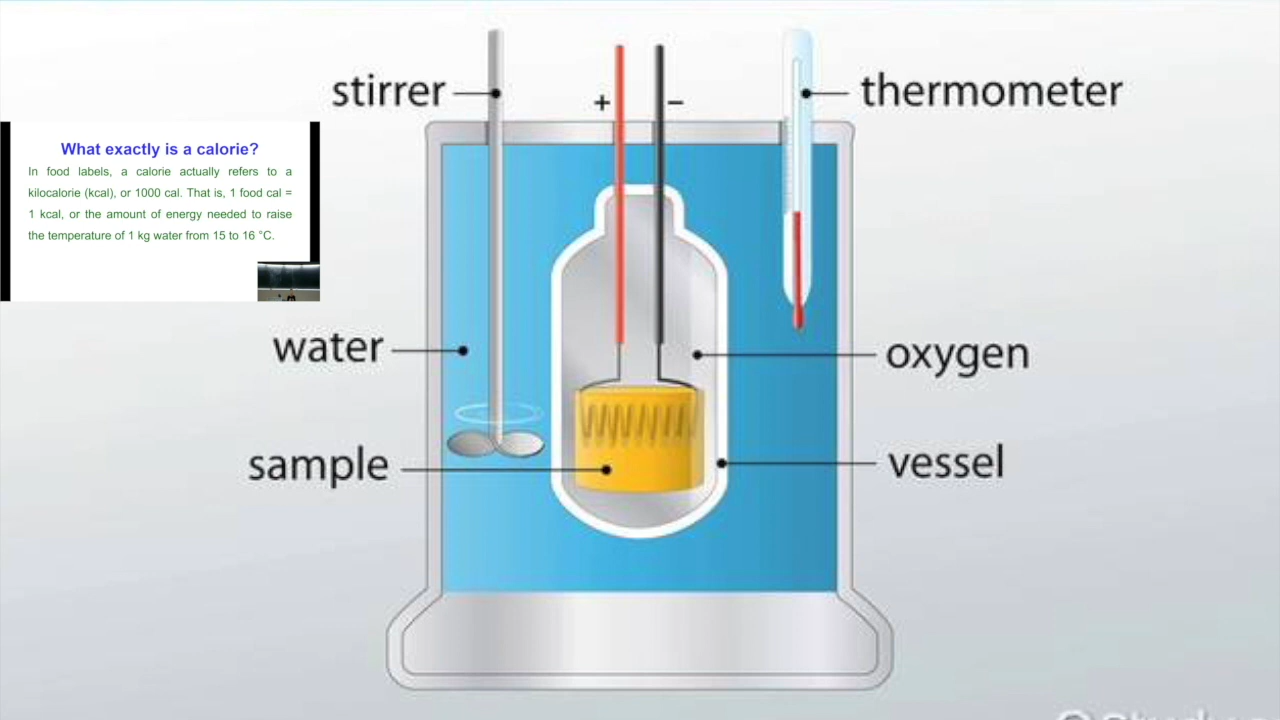 stirrer
+
–
thermometer
What exactly is a calorie?
In food labels, a calorie actually refers to a
kilocalorie (kcal), or 1000 cal. That is, 1 food cal =
1 kcal, or the amount of energy needed to raise
the temperature of 1 kg water from 15 to 16 °C.
water
oxygen
sample
vessel